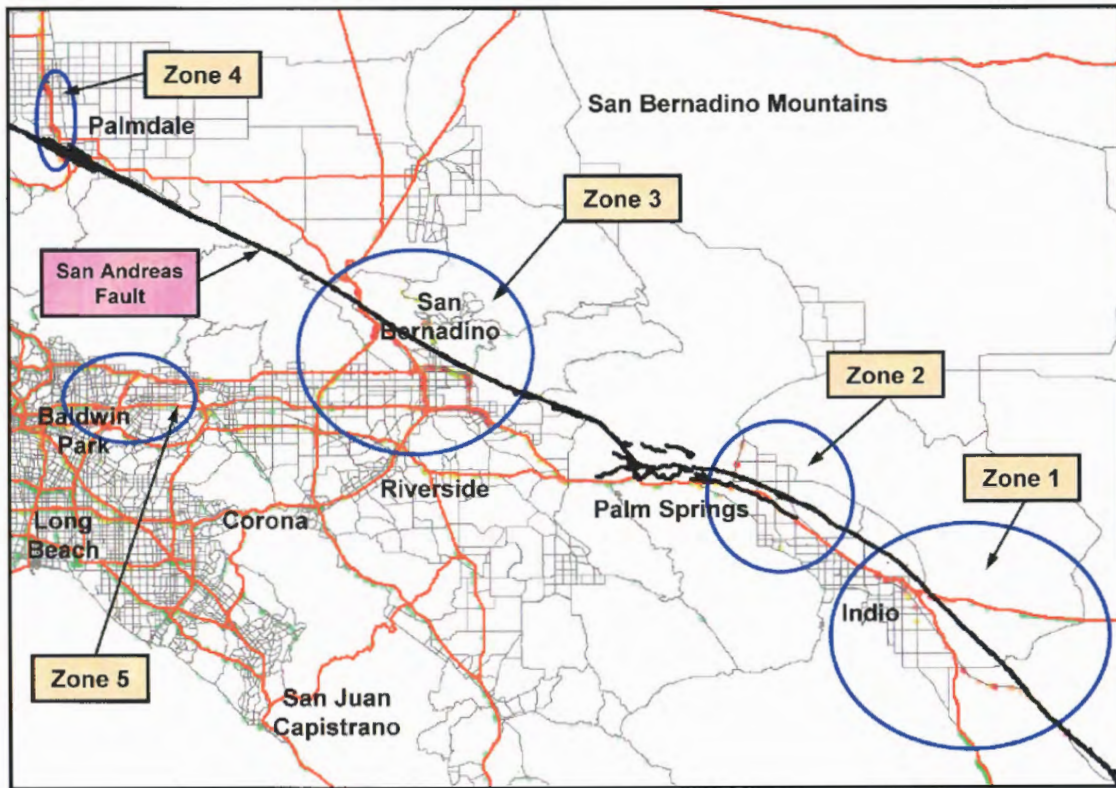 Zone 4
Palmdale
San Bernadino Mountains
Zone 3
San Andreas
Fault
San
Bernadino
Zone 2
Baldwin
Park
Zone 1
Riverside
Palm Springs
Long
Beach
Corona
Indio
Zone 5
San Juan
Capistrano